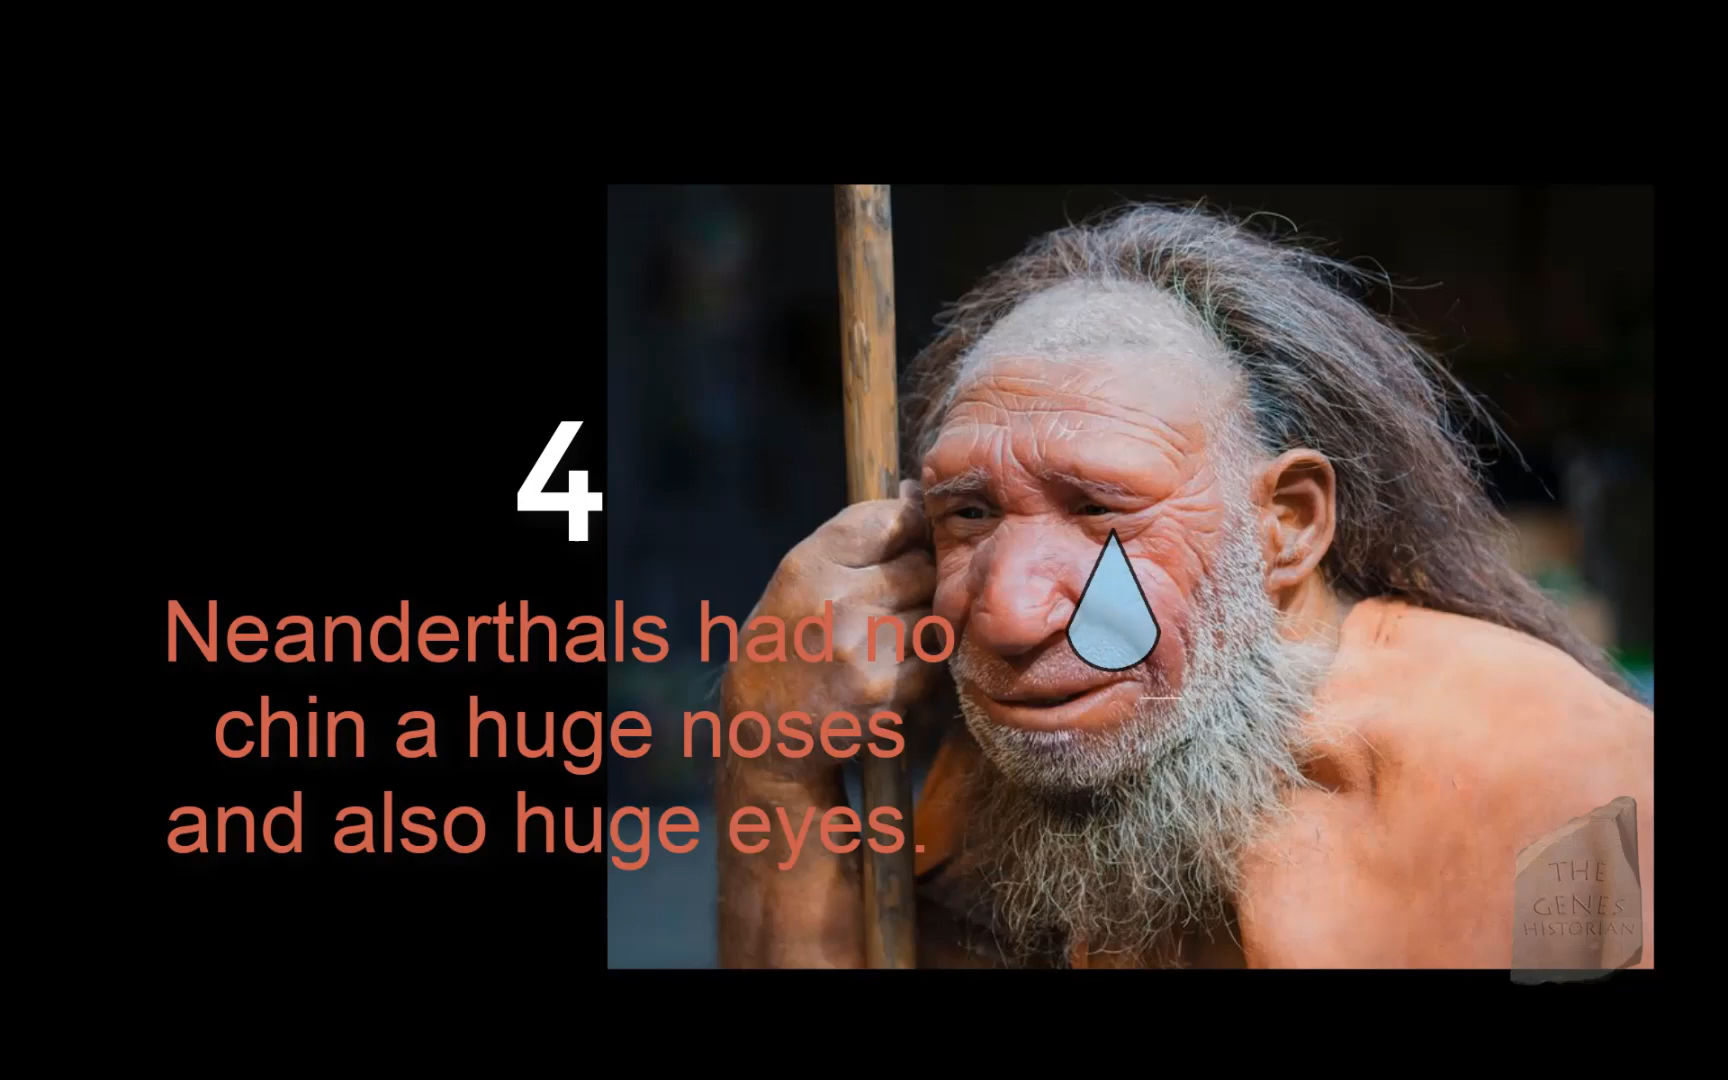 4
Neanderthals had no
chin a huge noses
and also huge eyes.
THE
GENES
HISTORIAN